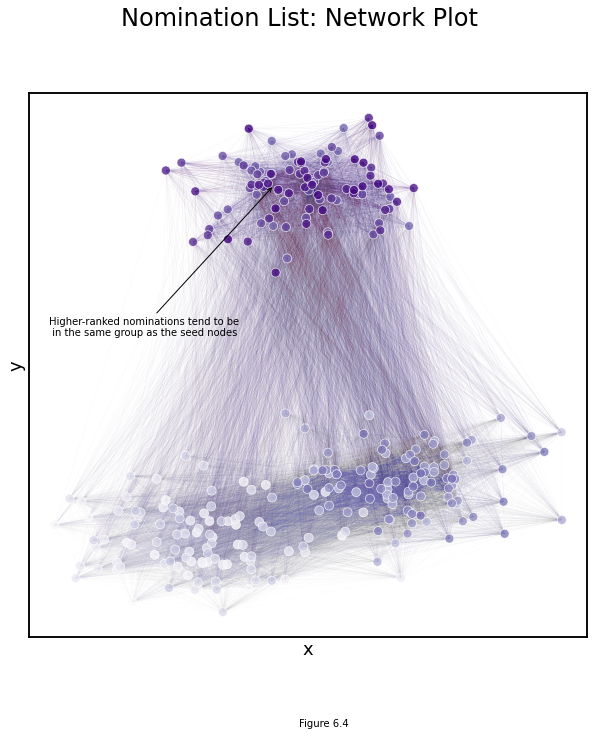 Nomination List: Network Plot
Higher-ranked nominations tend to be
in the same group as the seed nodes
y
x
Figure 6.4